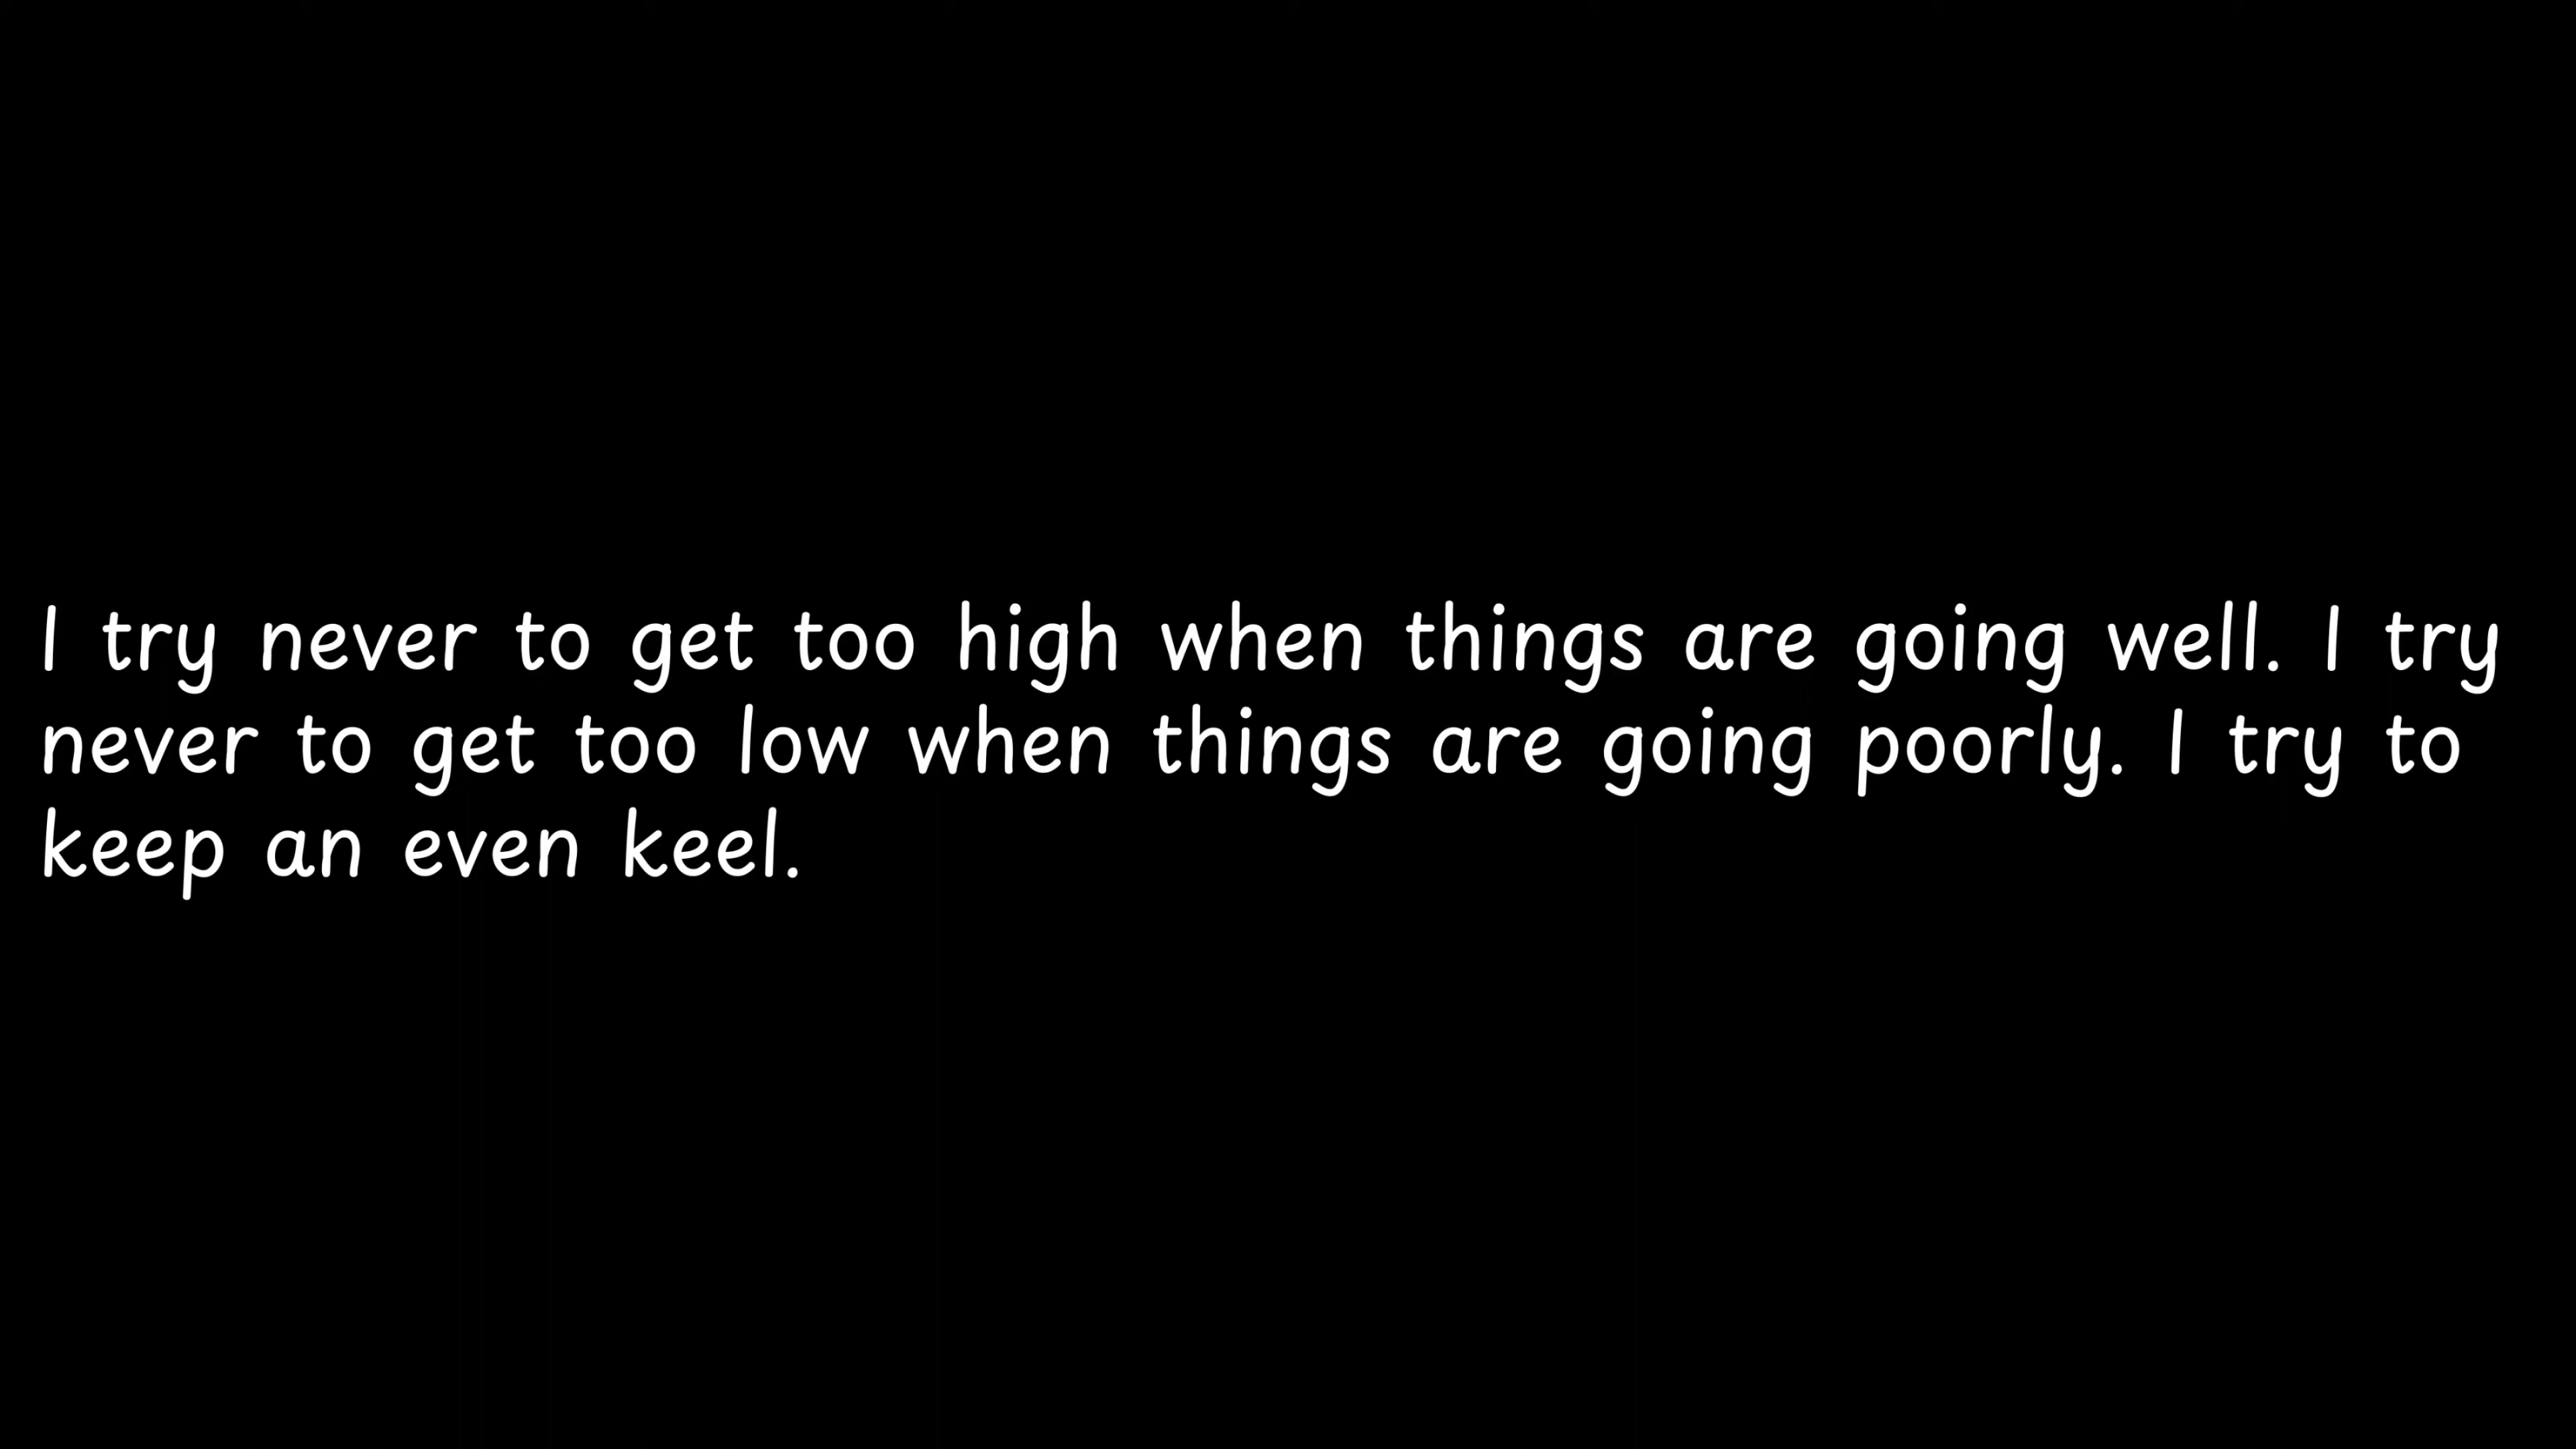 I try never to get too high when things are going well. I try
never to get too low when things are going poorly. I try to
keep an even keel.